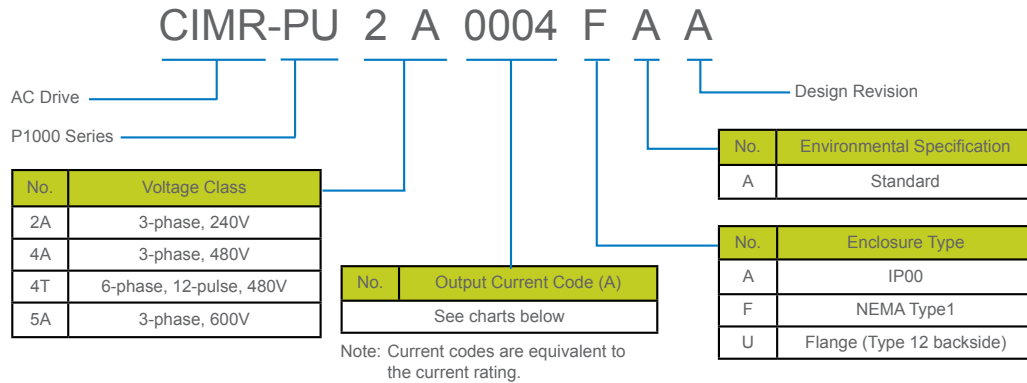 CIMR-PU 2 A 0004 F A A
AC Drive
Design Revision
P1000 Series
No. Environmental Specification
A Standard
No. Voltage Class
2A 3-phase, 240V
4A 3-phase, 480V
4T 6-phase, 12-pulse, 480V
5A 3-phase, 600V
No. Output Current Code (A)
See charts below
Note: Current codes are equivalent to
the current rating.
No. Enclosure Type
A IP00
F NEMA Type1
U Flange (Type 12 backside)